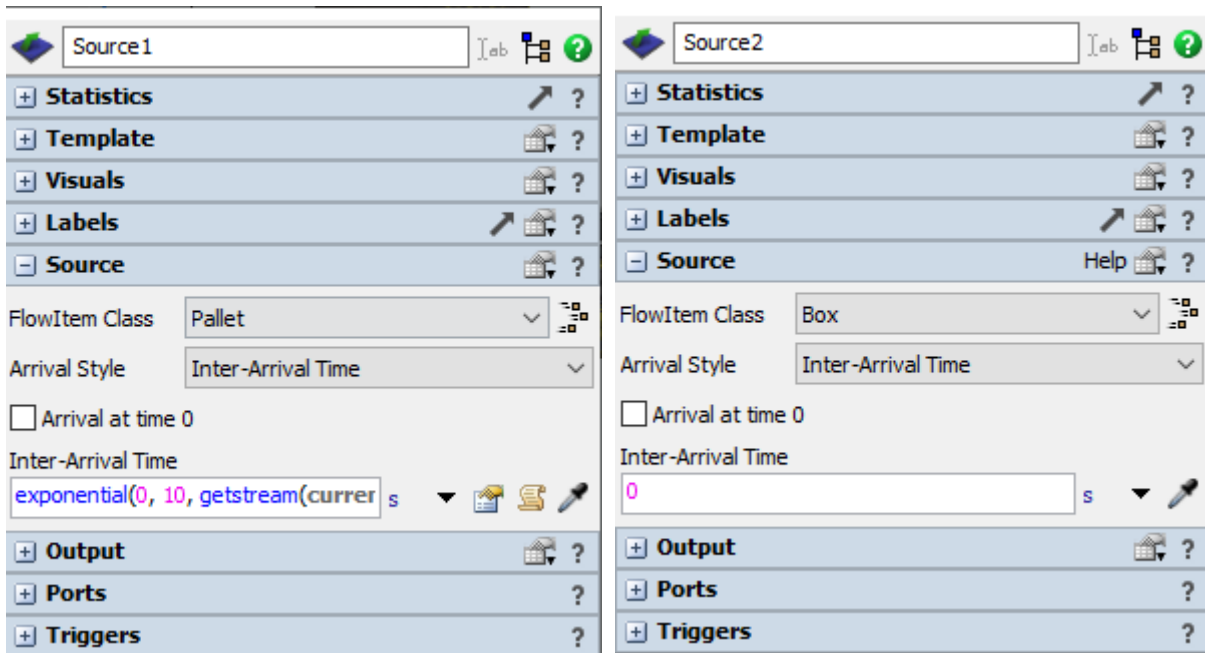 Source1
Statistics ?
Template ?
Visuals ?
Labels ?
Source ?
FlowItem Class Pallet
Arrival Style Inter-Arrival Time
Arrival at time 0
Inter-Arrival Time
exponential(0, 10, getstream(curren s
Output ?
Ports ?
Triggers ?
Source2
Statistics ?
Template ?
Visuals ?
Labels ?
Source Help ?
FlowItem Class Box
Arrival Style Inter-Arrival Time
Arrival at time 0
Inter-Arrival Time
0 s
Output ?
Ports ?
Triggers ?